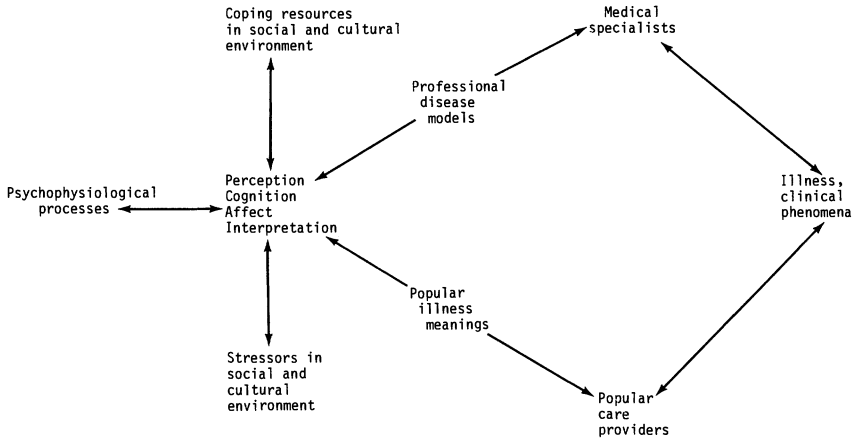 Coping resources
in social and cultural
environment
Medical
specialists
Professional
disease
models
Psychophysiological
processes
Perception
Cognition
Affect
Interpretation
Illness,
clinical
phenomena
Popular
illness
meanings
Stressors in
social and
cultural
environment
Popular
care
providers